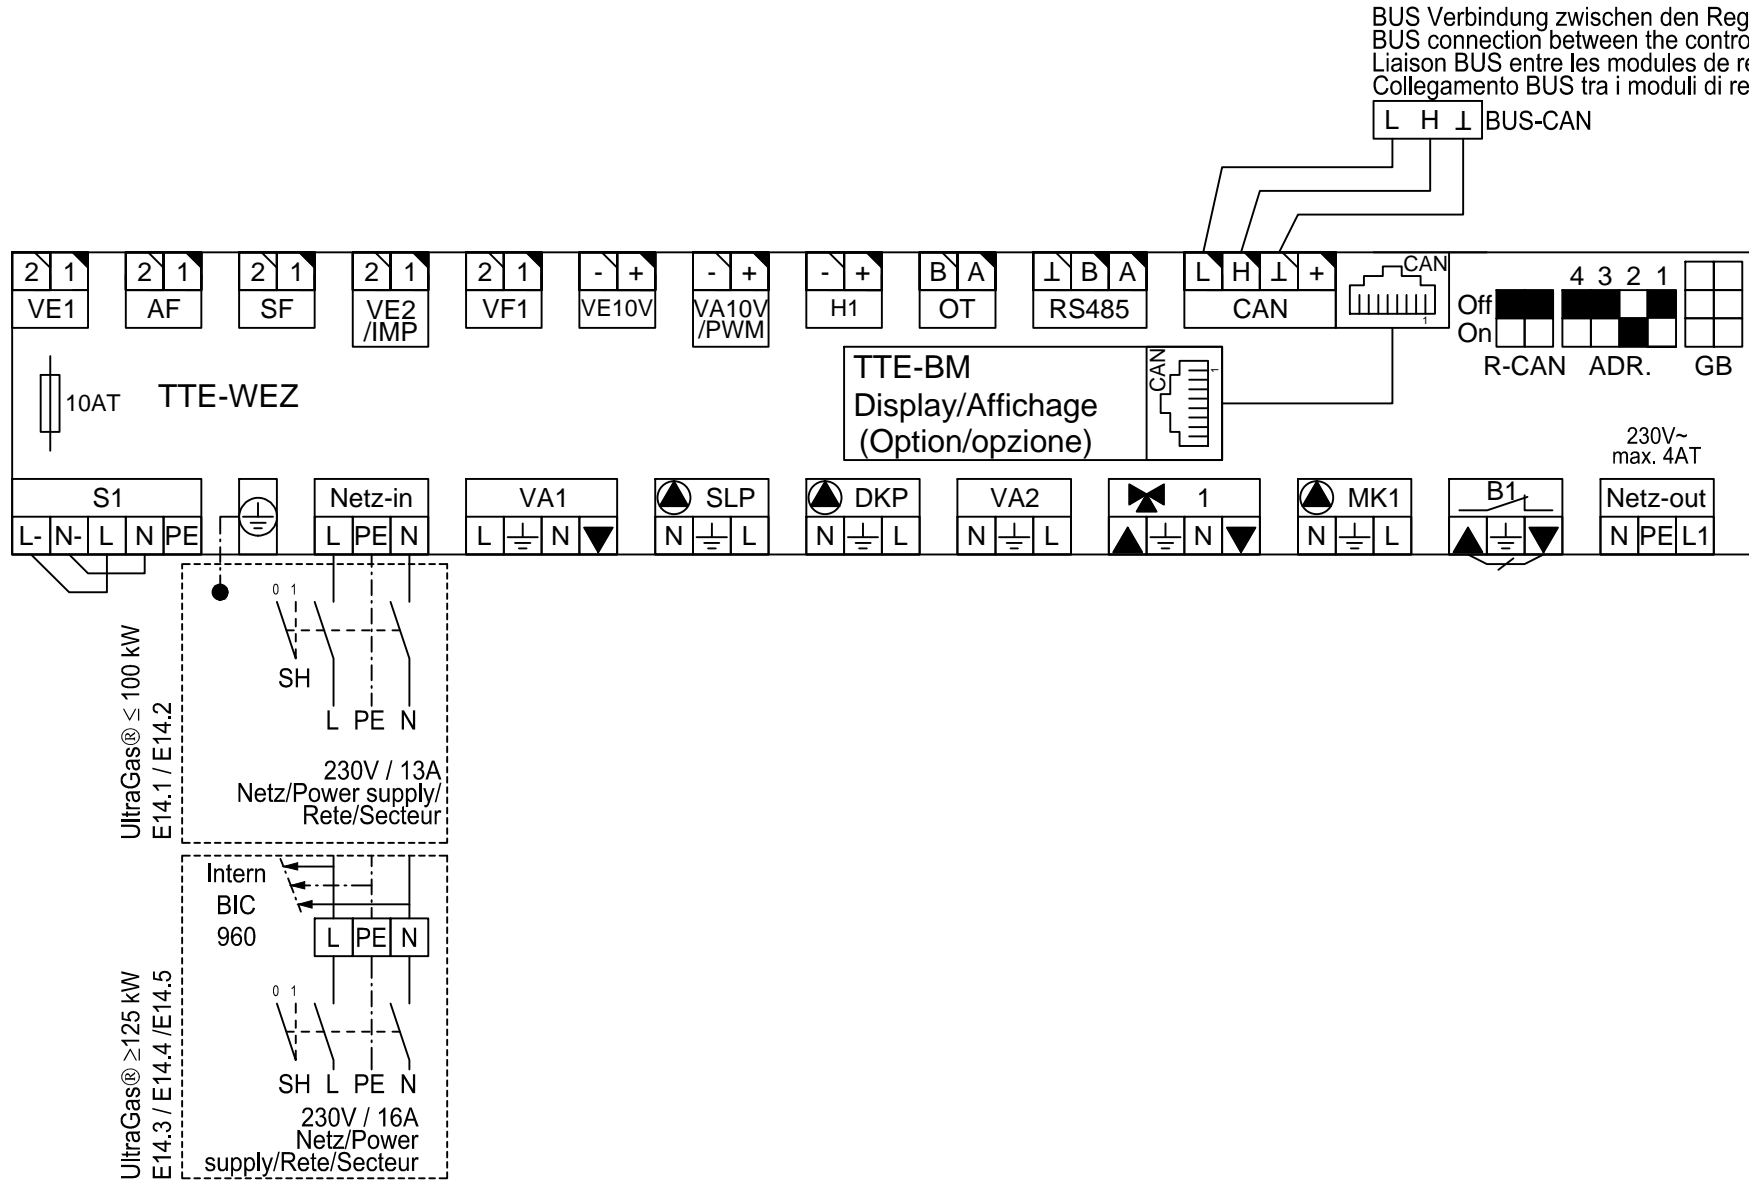 BUS Verbindung zwischen den Reg
BUS connection between the contro
Liaison BUS entre les modules de re
Collegamento BUS tra i moduli di re
L H ⊥ BUS-CAN
2 1 2 1 2 1 2 1 2 1 - + - + - + B A ⊥ B A L H ⊥ + CAN
VE1 AF SF VE2 /IMP VF1 VE10V VA10V /PWM H1 OT RS485 CAN 1
4 3 2 1
Off
On
R-CAN ADR. GB
10AT TTE-WEZ
TTE-BM
Display/Affichage
(Option/opzione)
CAN 1
230V~
max. 4AT
S1 Netz-in VA1 SLP DKP VA2 1 MK1 B1 Netz-out
L- N- L N PE L PE N L N N L N L N L N N L N PE L1
0 1
SH
L PE N
230V / 13A
Netz/Power supply/
Rete/Secteur
UltraGas® ≤ 100 kW
E14.1 / E14.2
Intern
BIC
960
L PE N
0 1
SH L PE N
230V / 16A
Netz/Power
supply/Rete/Secteur
UltraGas® ≥125 kW
E14.3 / E14.4 /E14.5